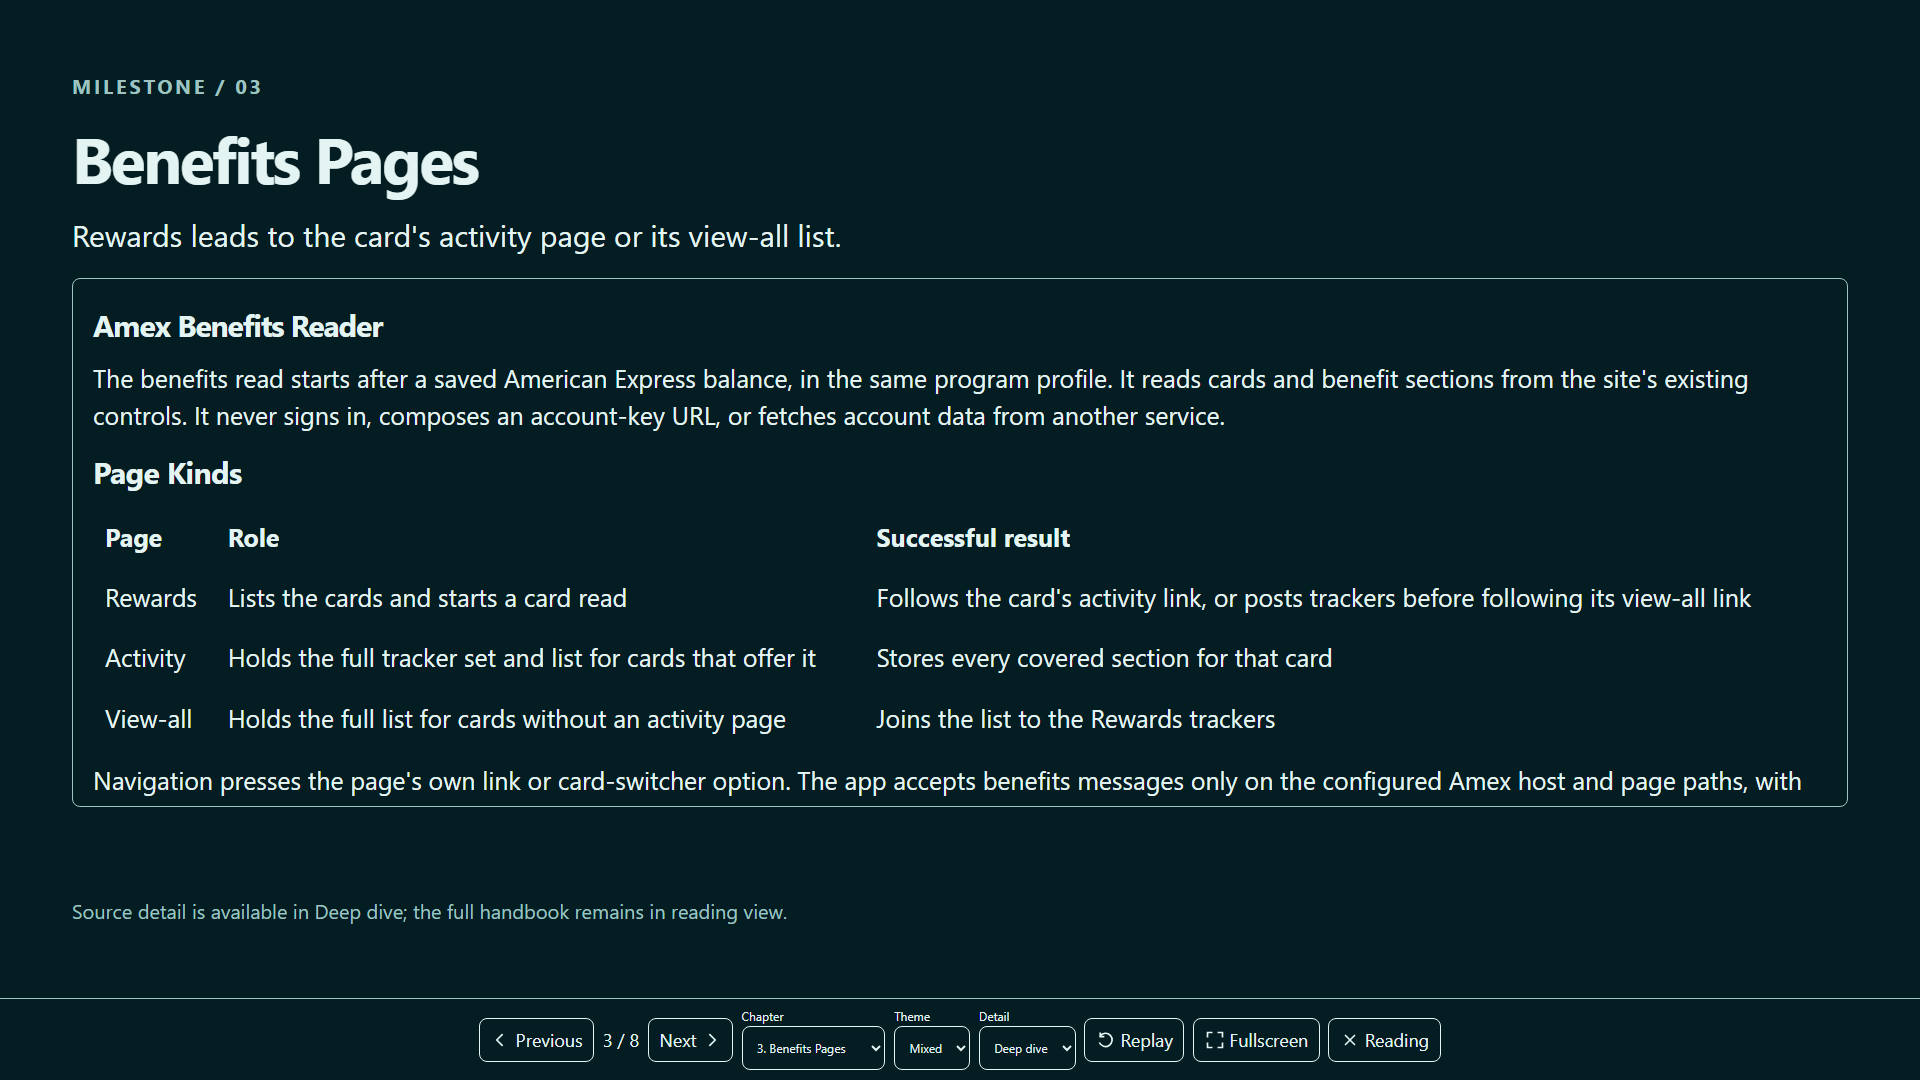 MILESTONE / 03
Benefits Pages
Rewards leads to the card's activity page or its view-all list.
Amex Benefits Reader
The benefits read starts after a saved American Express balance, in the same program profile. It reads cards and benefit sections from the site's existing
controls. It never signs in, composes an account-key URL, or fetches account data from another service.
Page Kinds
Page Role Successful result
Rewards Lists the cards and starts a card read Follows the card's activity link, or posts trackers before following its view-all link
Activity Holds the full tracker set and list for cards that offer it Stores every covered section for that card
View-all Holds the full list for cards without an activity page Joins the list to the Rewards trackers
Navigation presses the page's own link or card-switcher option. The app accepts benefits messages only on the configured Amex host and page paths, with
Source detail is available in Deep dive; the full handbook remains in reading view.
Chapter Theme Detail
Previous 3 / 8 Next 3. Benefits Pages Mixed Deep dive Replay Fullscreen Reading